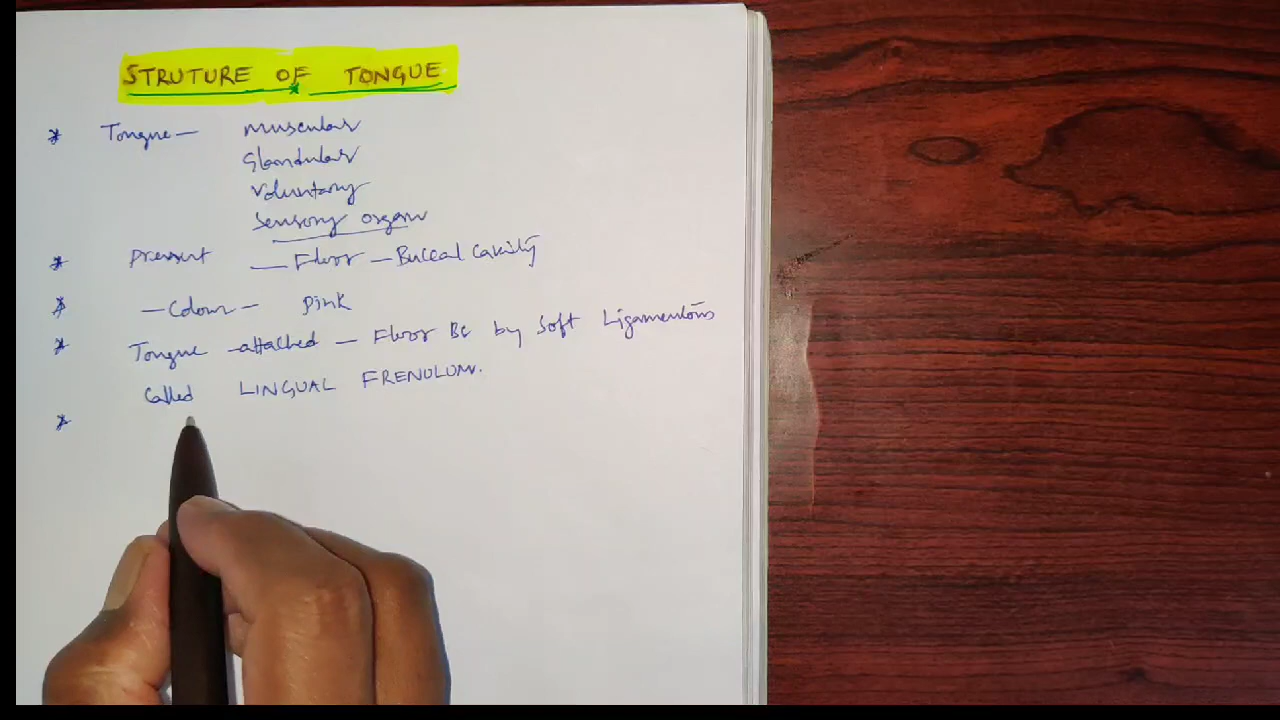 STRUTURE OF TONGUE
* Tongue — muscular
Glandular
Voluntary
Sensory organ
* Present — Floor — Buccal Cavity
* — Colour — Pink
* Tongue — attached — Floor BC by Soft Ligamentous
Called LINGUAL FRENULUM.
*